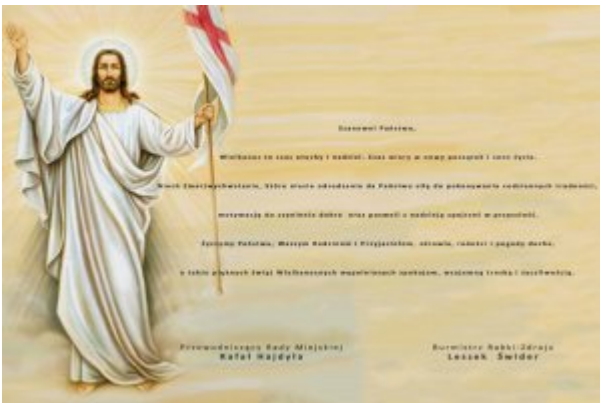 Szanowni Państwo,
Wielkanoc to czas otuchy i nadziei. Czas wiary w nowy początek i sens życia.
Niech Zmartwychwstanie, które niesie odrodzenie da Państwu siłę do pokonywania codziennych trudności,
motywację do czynienia dobra oraz pozwoli z nadzieją spojrzeć w przyszłość.
Życzymy Państwu, Waszym Rodzinom i Przyjaciołom, zdrowia, radości i pogody ducha,
a także pięknych Świąt Wielkanocnych wypełnionych spokojem, wzajemną troską i życzliwością.
Przewodniczący Rady Miejskiej
Rafał Hajdyła
Burmistrz Rabki-Zdroju
Leszek Świder